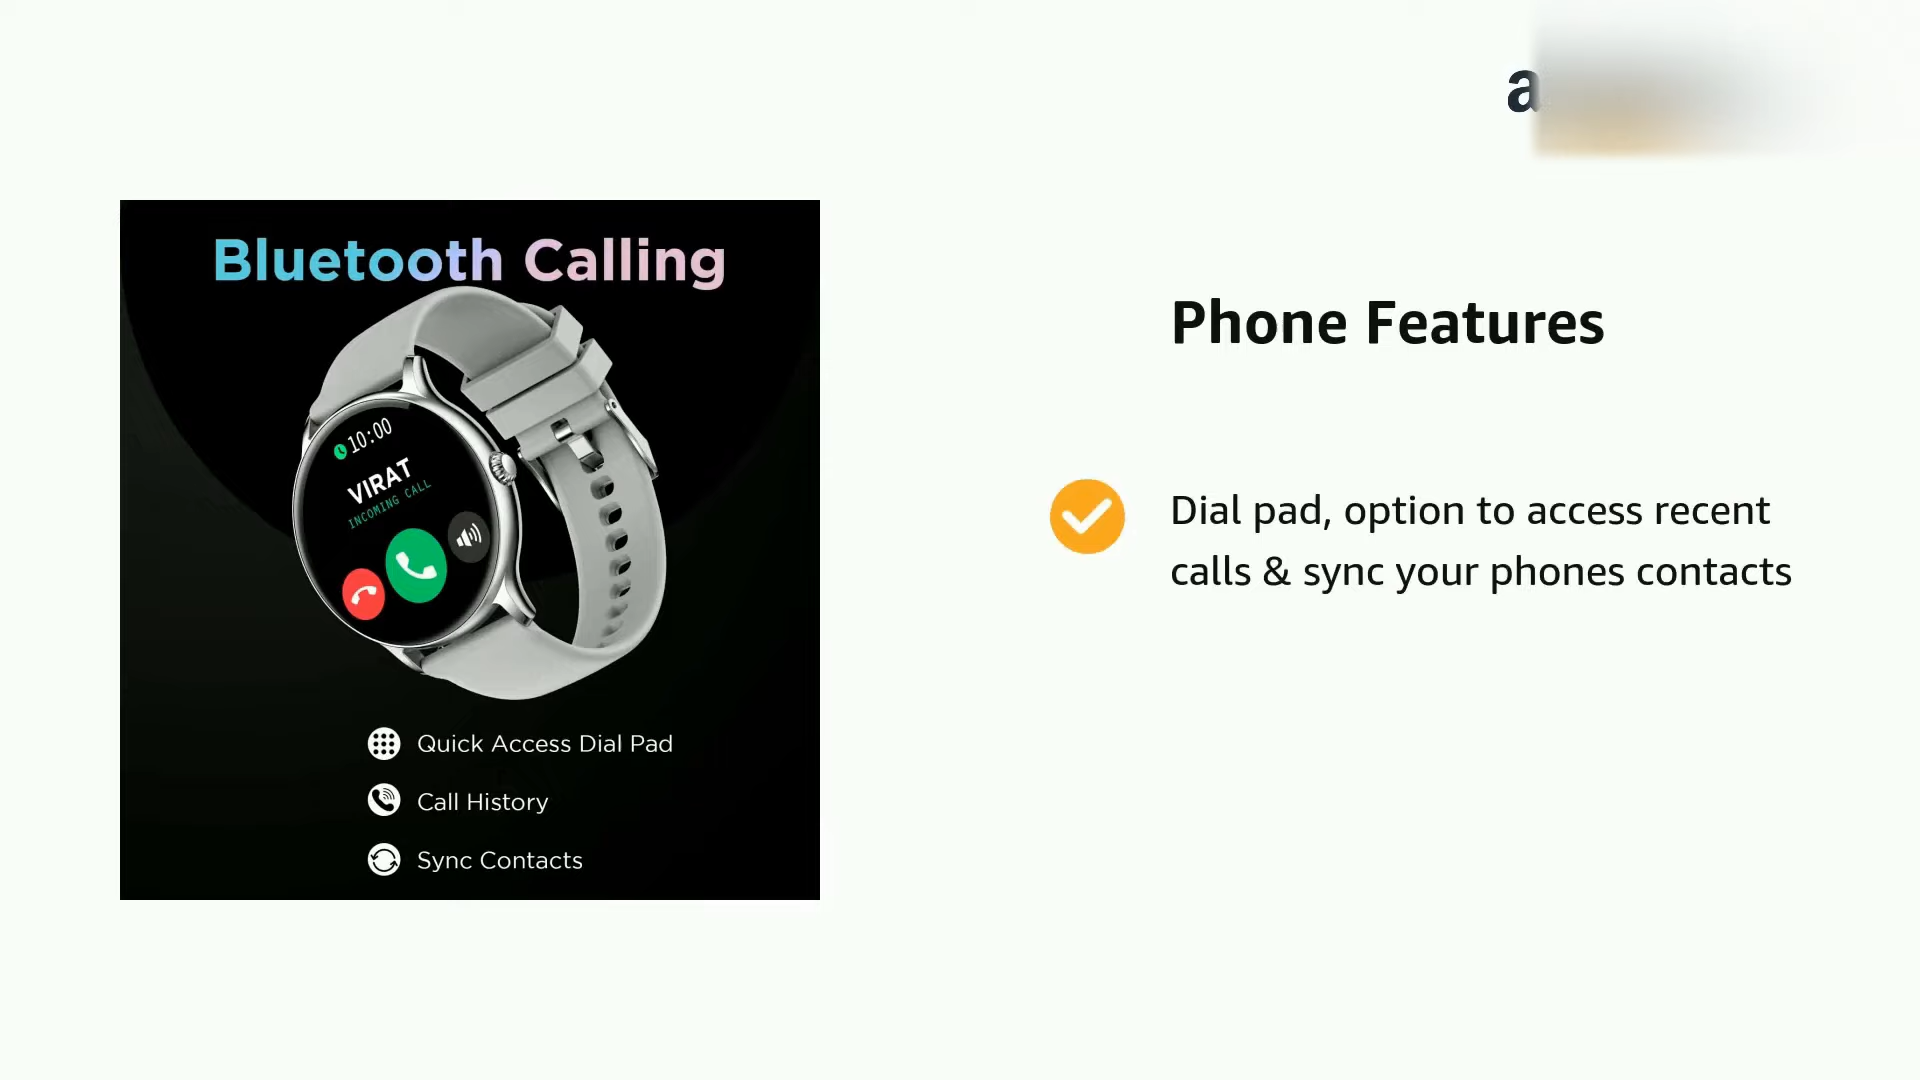 Bluetooth Calling
10:00
VIRAT
INCOMING CALL
Quick Access Dial Pad
Call History
Sync Contacts
Phone Features
Dial pad, option to access recent
calls & sync your phones contacts